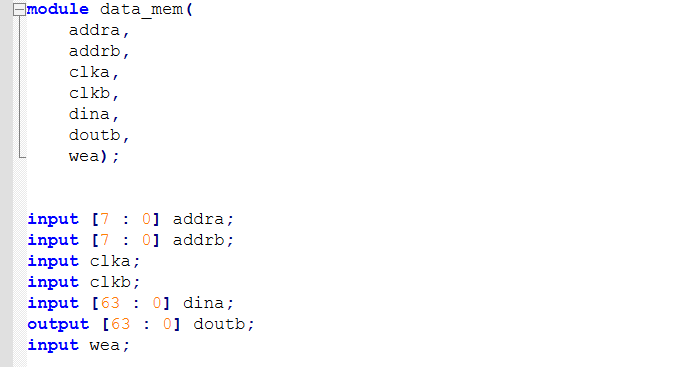 module data_mem(
addra,
addrb,
clka,
clkb,
dina,
doutb,
wea);
input [7 : 0] addra;
input [7 : 0] addrb;
input clka;
input clkb;
input [63 : 0] dina;
output [63 : 0] doutb;
input wea;